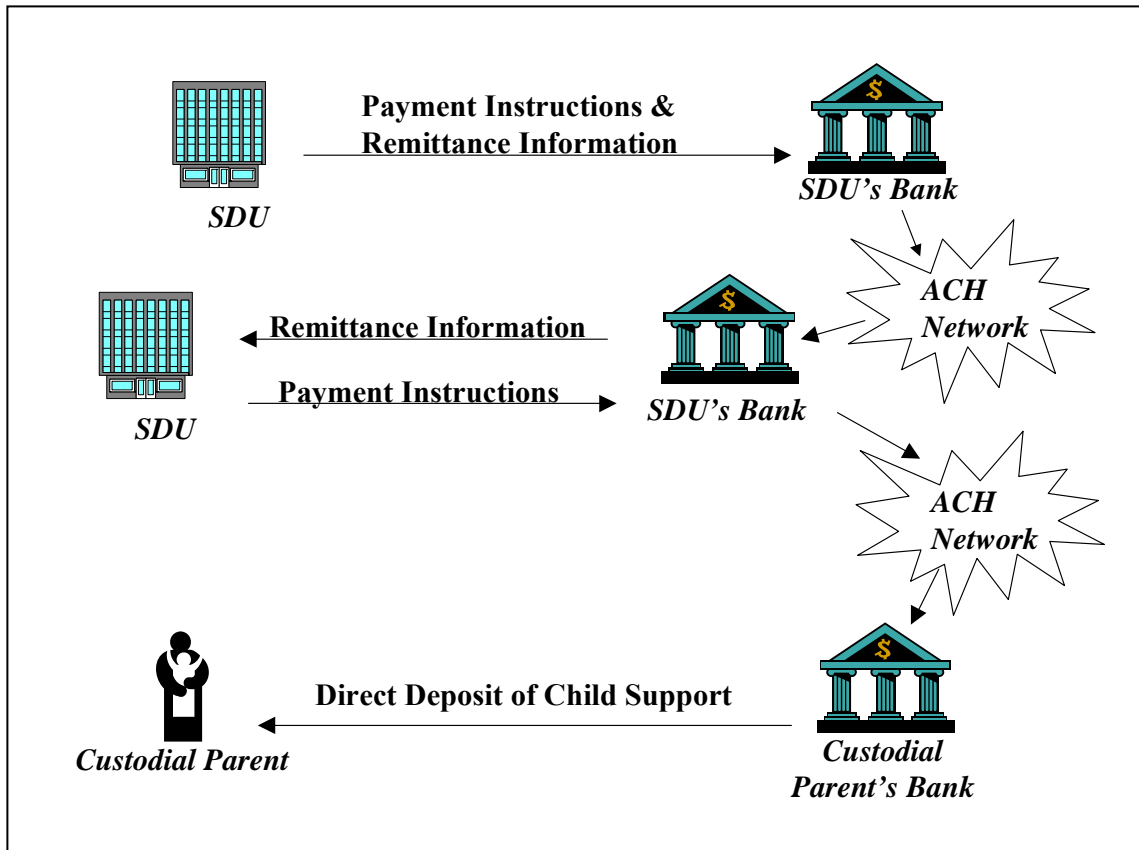 Payment Instructions &
Remittance Information
$
SDU
SDU's Bank
ACH
Network
$
Remittance Information
Payment Instructions
SDU
SDU's Bank
ACH
Network
$
Direct Deposit of Child Support
Custodial Parent
Custodial
Parent's Bank